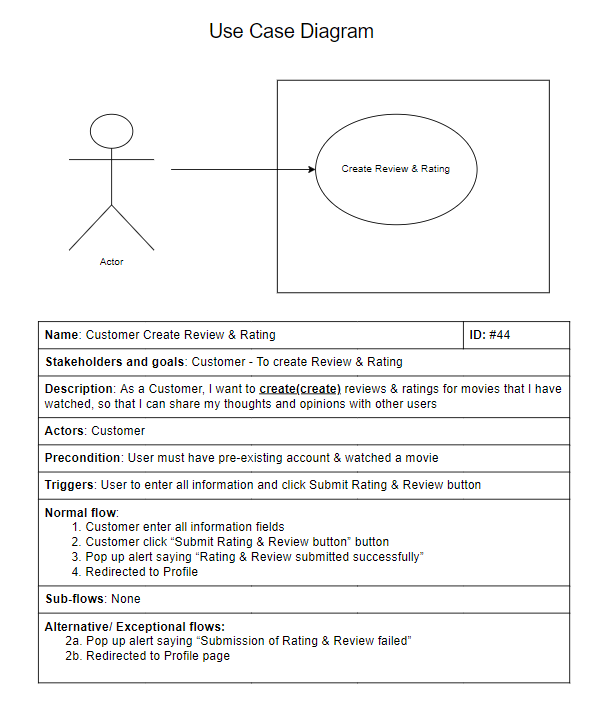 Use Case Diagram
Create Review & Rating
Actor
Name: Customer Create Review & Rating
ID: #44
Stakeholders and goals: Customer - To create Review & Rating
Description: As a Customer, I want to create(create) reviews & ratings for movies that I have
watched, so that I can share my thoughts and opinions with other users
Actors: Customer
Precondition: User must have pre-existing account & watched a movie
Triggers: User to enter all information and click Submit Rating & Review button
Normal flow:
1. Customer enter all information fields
2. Customer click “Submit Rating & Review button” button
3. Pop up alert saying “Rating & Review submitted successfully”
4. Redirected to Profile
Sub-flows: None
Alternative/ Exceptional flows:
2a. Pop up alert saying “Submission of Rating & Review failed”
2b. Redirected to Profile page